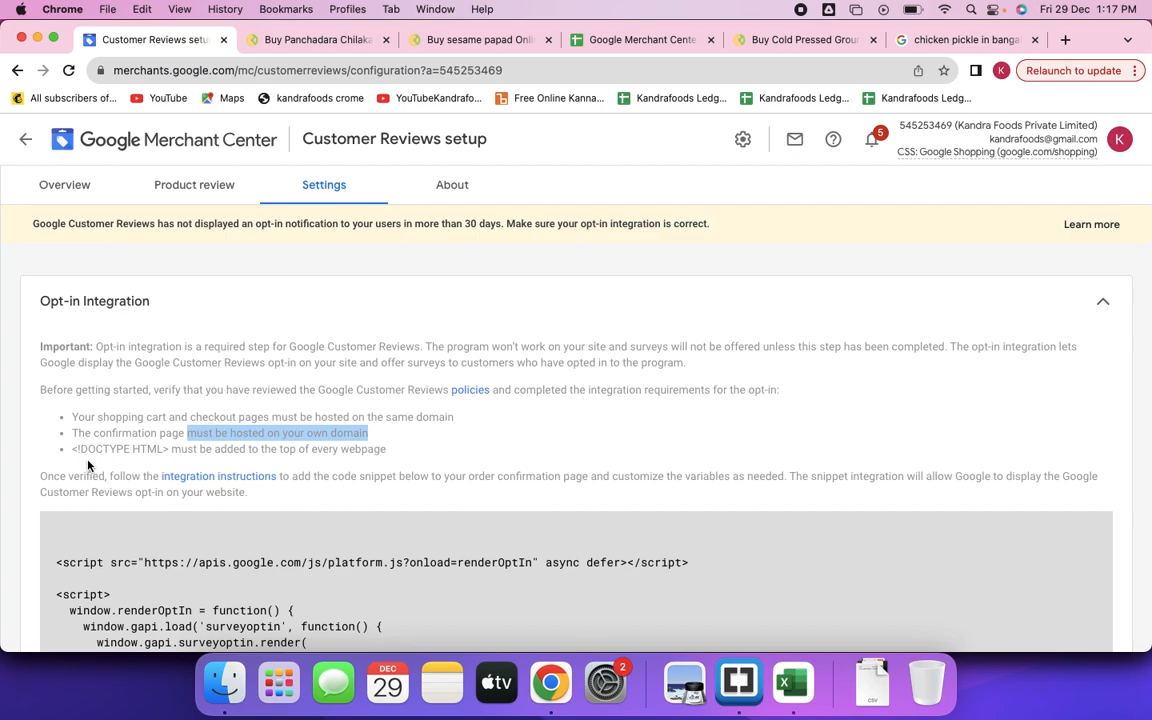 Chrome File Edit View History Bookmarks Profiles Tab Window Help Fri 29 Dec 1:17 PM
Customer Reviews setu Buy Panchadara Chilaka Buy sesame papad Onli Google Merchant Cente Buy Cold Pressed Groun chicken pickle in banga
merchants.google.com/mc/customerreviews/configuration?a=545253469 K Relaunch to update
All subscribers of... YouTube Maps kandrafoods crome YouTubeKandrafo... Free Online Kanna... Kandrafoods Ledg... Kandrafoods Ledg... Kandrafoods Ledg...
Google Merchant Center Customer Reviews setup 5
545253469 (Kandra Foods Private Limited)
kandrafoods@gmail.com
CSS: Google Shopping (google.com/shopping)
K
Overview Product review Settings About
Google Customer Reviews has not displayed an opt-in notification to your users in more than 30 days. Make sure your opt-in integration is correct. Learn more
Opt-in Integration
Important: Opt-in integration is a required step for Google Customer Reviews. The program won't work on your site and surveys will not be offered unless this step has been completed. The opt-in integration lets
Google display the Google Customer Reviews opt-in on your site and offer surveys to customers who have opted in to the program.
Before getting started, verify that you have reviewed the Google Customer Reviews policies and completed the integration requirements for the opt-in:
• Your shopping cart and checkout pages must be hosted on the same domain
• The confirmation page must be hosted on your own domain
• <!DOCTYPE HTML> must be added to the top of every webpage
Once verified, follow the integration instructions to add the code snippet below to your order confirmation page and customize the variables as needed. The snippet integration will allow Google to display the Google
Customer Reviews opt-in on your website.
<script src="https://apis.google.com/js/platform.js?onload=renderOptIn" async defer></script>
<script>
window.renderOptIn = function() {
window.gapi.load('surveyoptin', function() {
window.gapi.surveyoptin.render(
DEC
29
tv
2
CSV